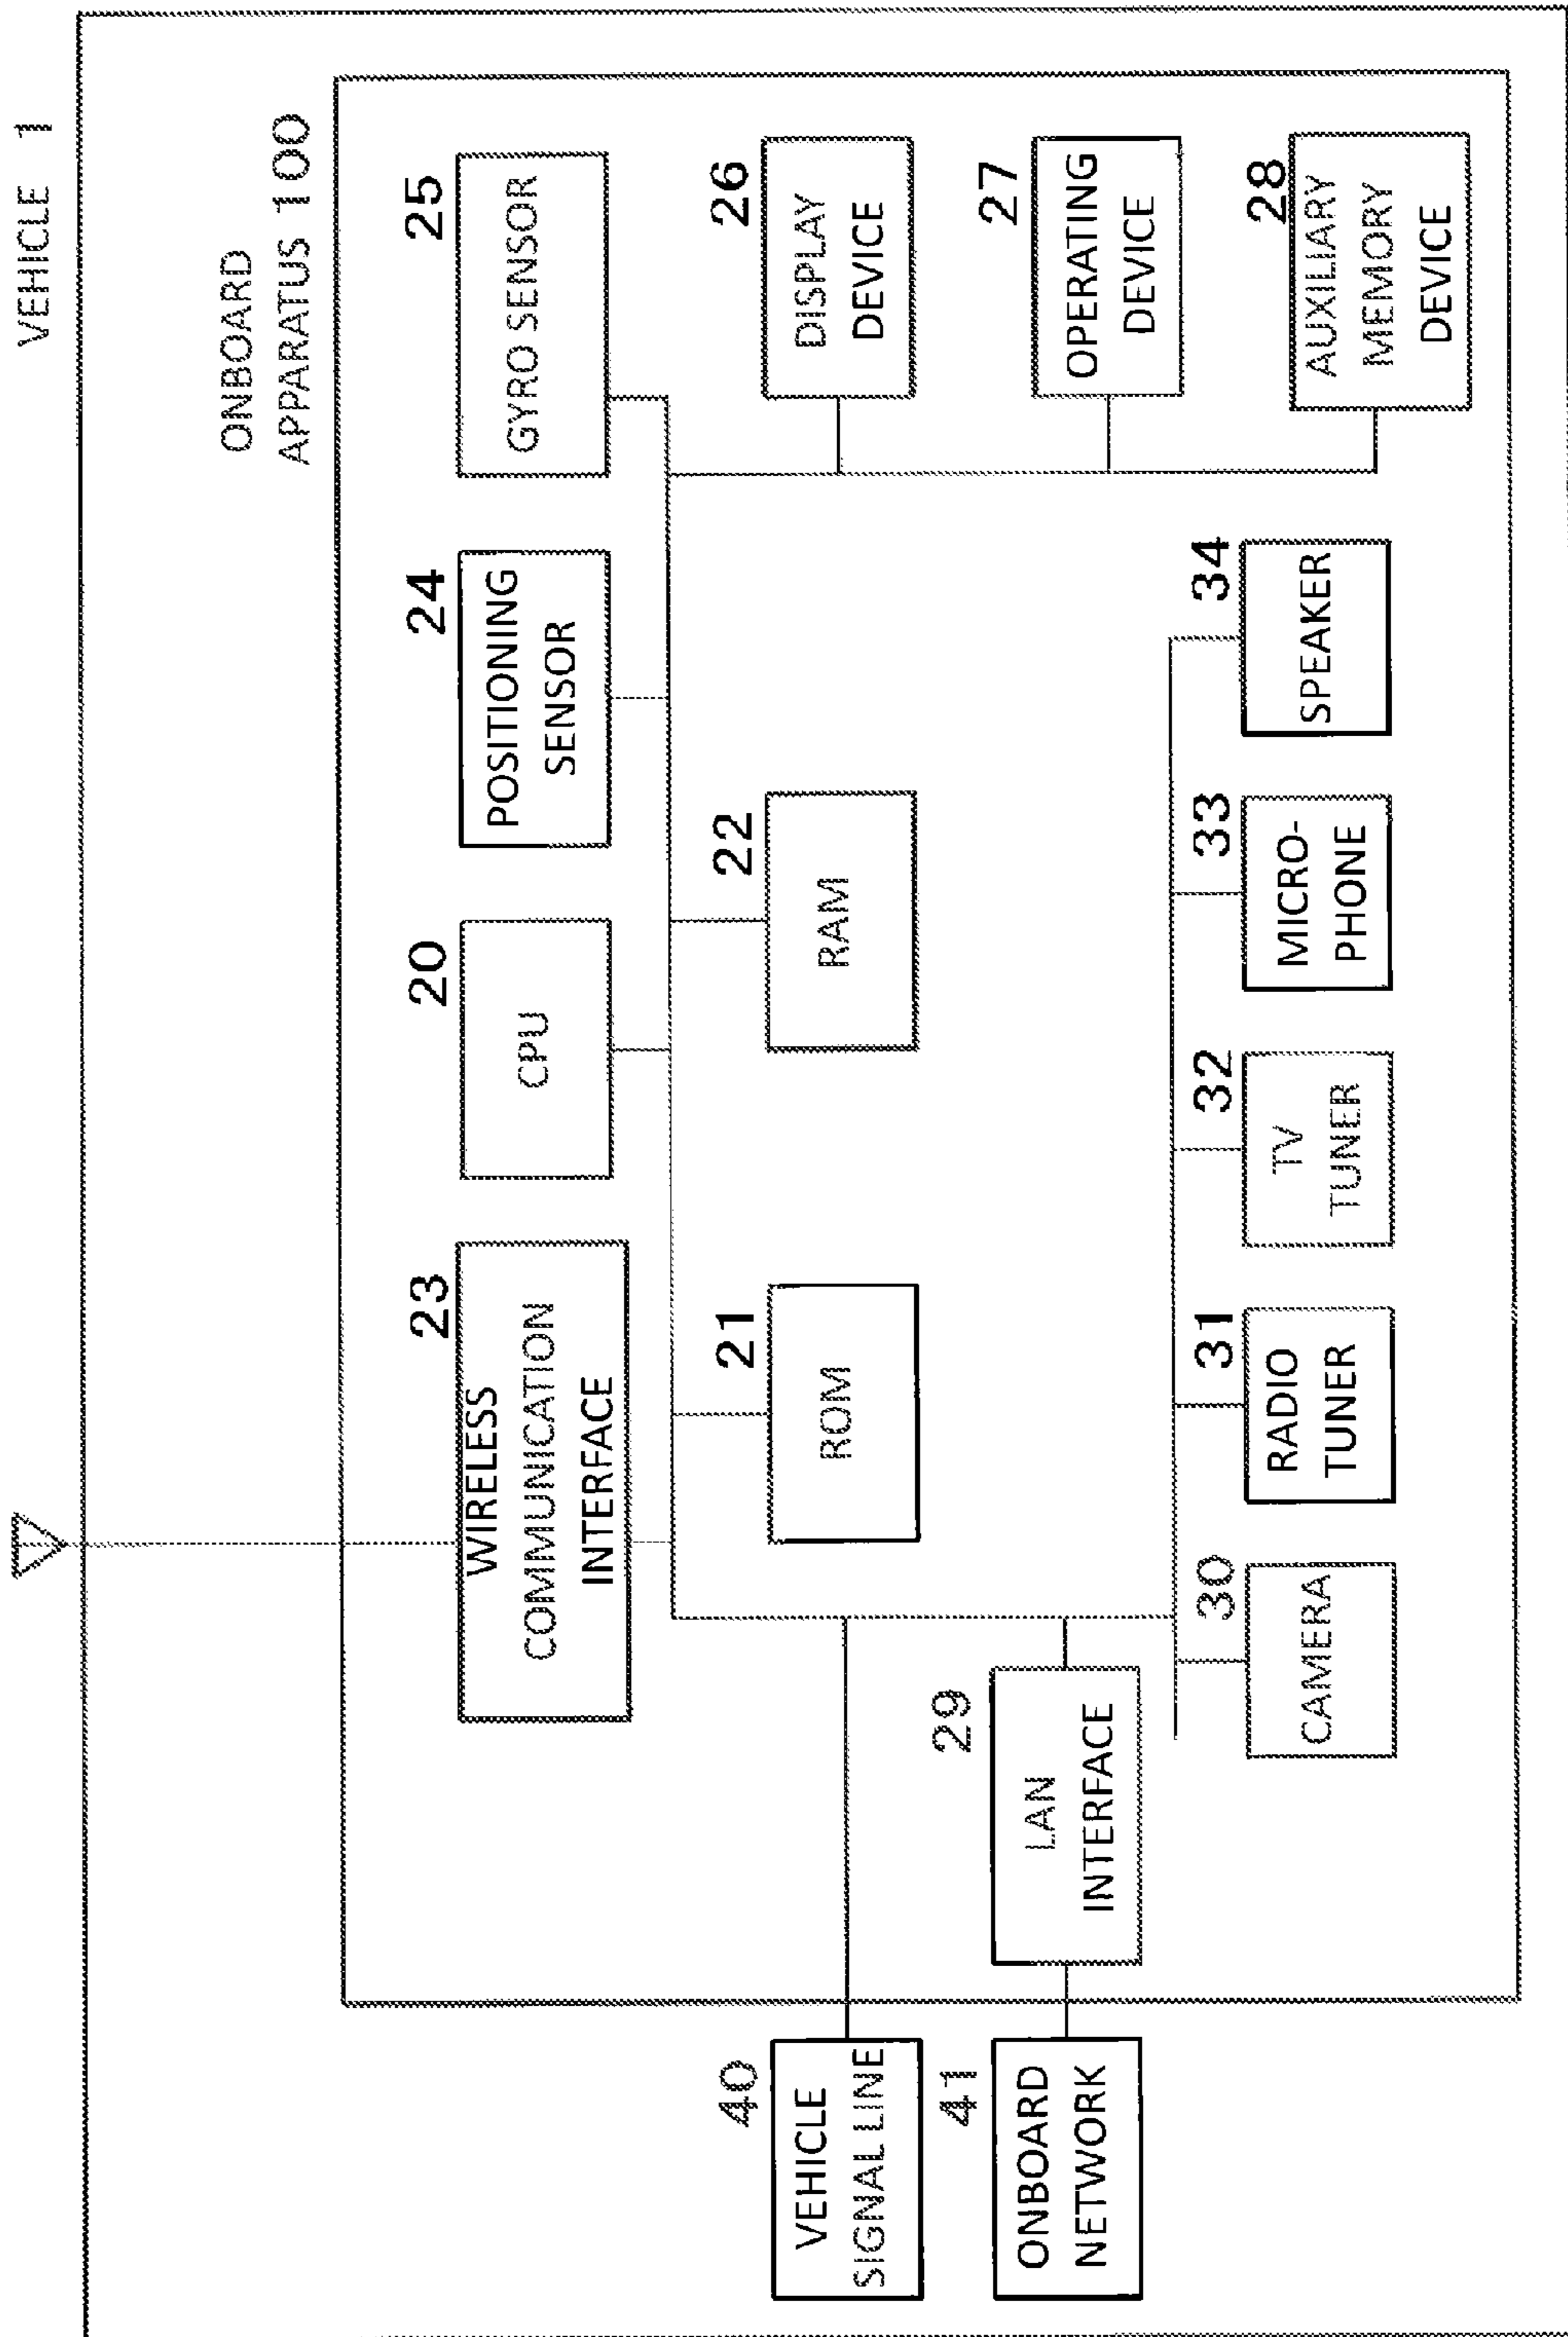 VEHICLE 1
ONBOARD
APPARATUS 100
23
WIRELESS
COMMUNICATION
INTERFACE
20
CPU
24
POSITIONING
SENSOR
25
GYRO SENSOR
40
VEHICLE
SIGNAL LINE
21
ROM
22
RAM
26
DISPLAY
DEVICE
41
ONBOARD
NETWORK
29
LAN
INTERFACE
27
OPERATING
DEVICE
30
CAMERA
31
RADIO
TUNER
32
TV
TUNER
33
MICRO-
PHONE
34
SPEAKER
28
AUXILIARY
MEMORY
DEVICE